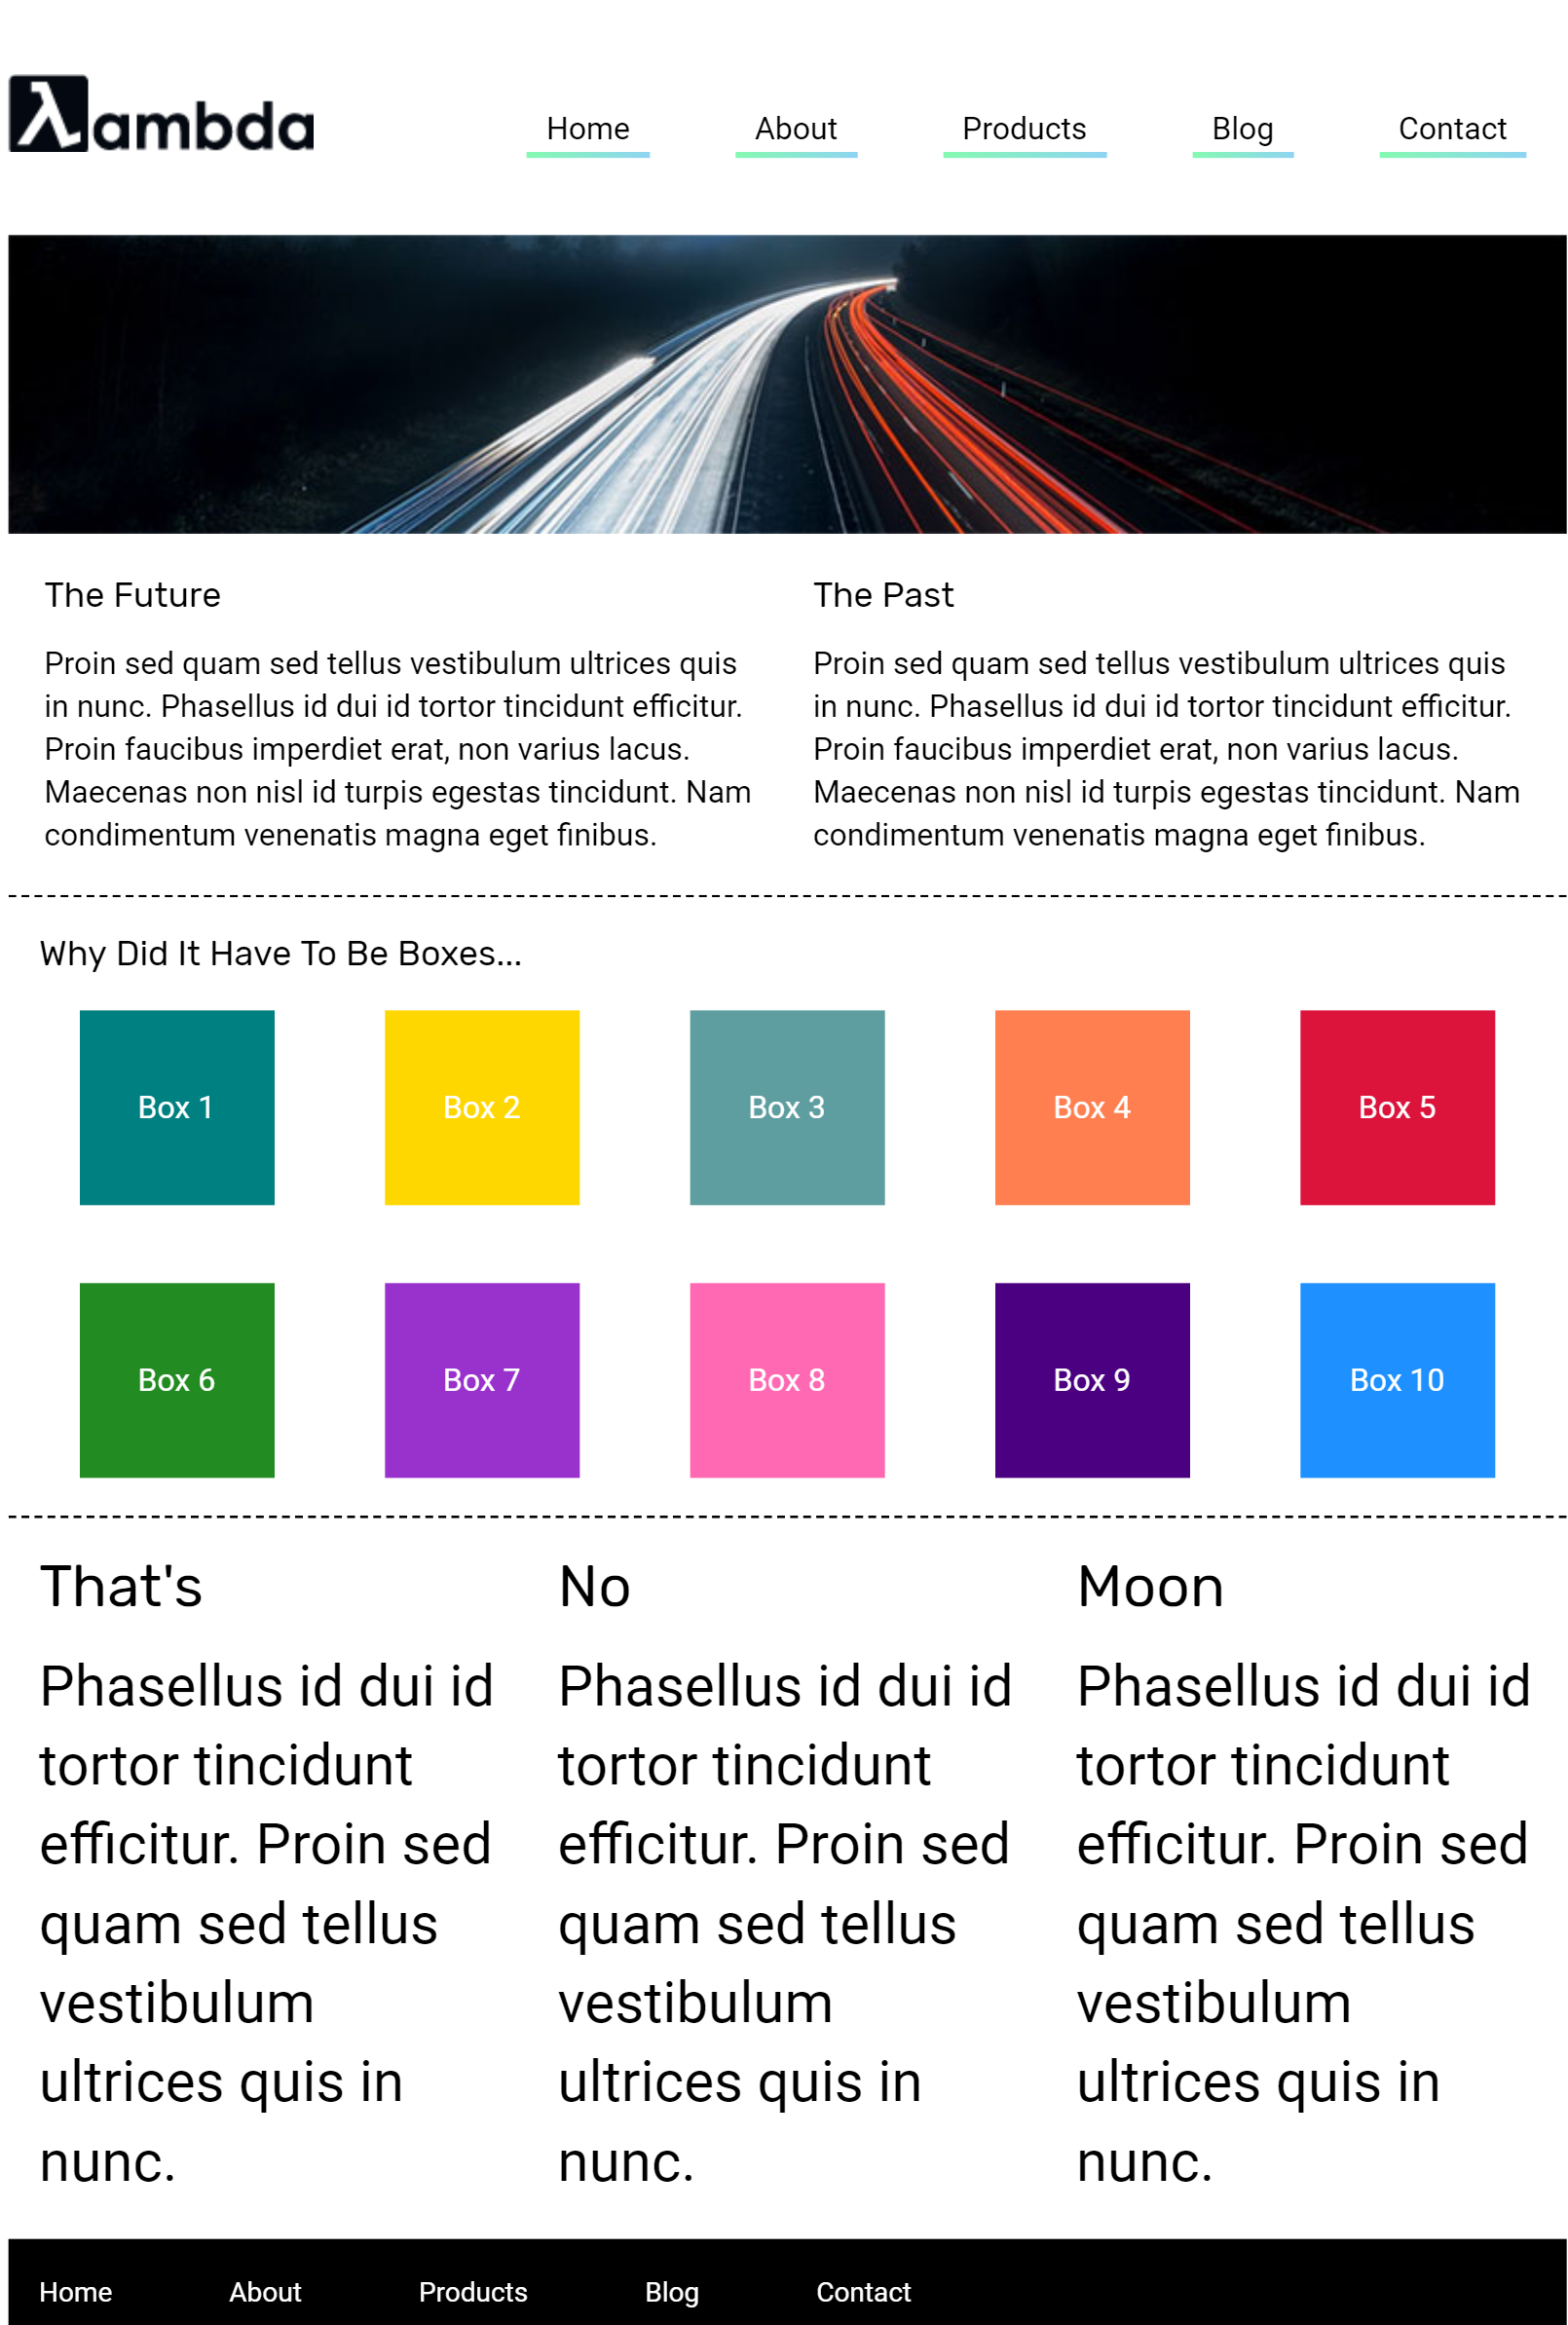 λambda
Home About Products Blog Contact
The Future
Proin sed quam sed tellus vestibulum ultrices quis
in nunc. Phasellus id dui id tortor tincidunt efficitur.
Proin faucibus imperdiet erat, non varius lacus.
Maecenas non nisl id turpis egestas tincidunt. Nam
condimentum venenatis magna eget finibus.
The Past
Proin sed quam sed tellus vestibulum ultrices quis
in nunc. Phasellus id dui id tortor tincidunt efficitur.
Proin faucibus imperdiet erat, non varius lacus.
Maecenas non nisl id turpis egestas tincidunt. Nam
condimentum venenatis magna eget finibus.
Why Did It Have To Be Boxes...
Box 1 Box 2 Box 3 Box 4 Box 5
Box 6 Box 7 Box 8 Box 9 Box 10
That's
Phasellus id dui id
tortor tincidunt
efficitur. Proin sed
quam sed tellus
vestibulum
ultrices quis in
nunc.
No
Phasellus id dui id
tortor tincidunt
efficitur. Proin sed
quam sed tellus
vestibulum
ultrices quis in
nunc.
Moon
Phasellus id dui id
tortor tincidunt
efficitur. Proin sed
quam sed tellus
vestibulum
ultrices quis in
nunc.
Home About Products Blog Contact